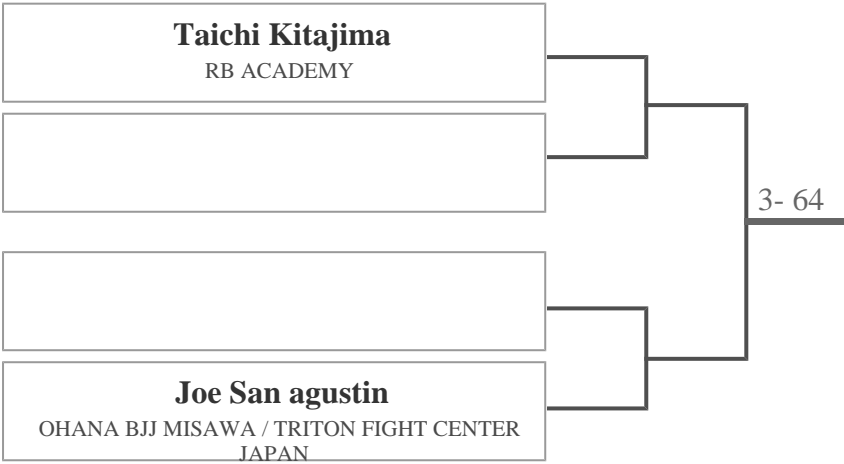 Taichi Kitajima
RB ACADEMY
3- 64
Joe San agustin
OHANA BJJ MISAWA / TRITON FIGHT CENTER
JAPAN